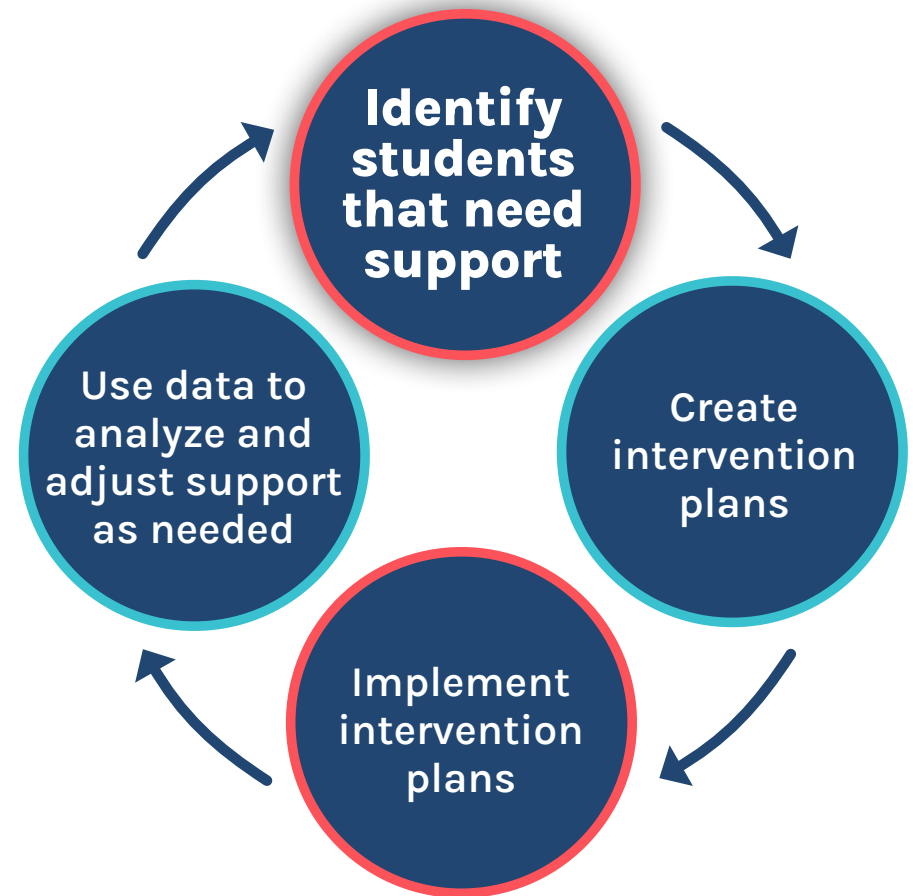 Identify
students
that need
support
Create
intervention
plans
Implement
intervention
plans
Use data to
analyze and
adjust support
as needed